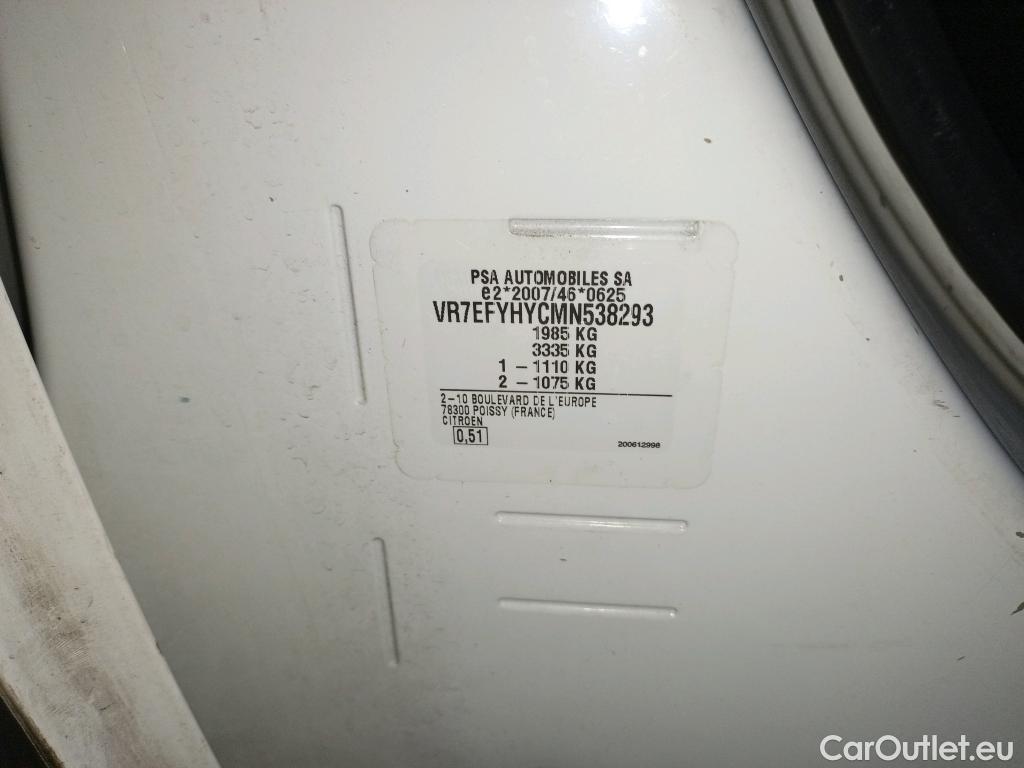 PSA AUTOMOBILES SA
e2*2007/46*0625
VR7EFYHYCMN538293
1985 KG
3335 KG
1 – 1110 KG
2 – 1075 KG
2–10 BOULEVARD DE L'EUROPE
78300 POISSY (FRANCE)
CITROEN
0,51
200612998
CarOutlet.eu